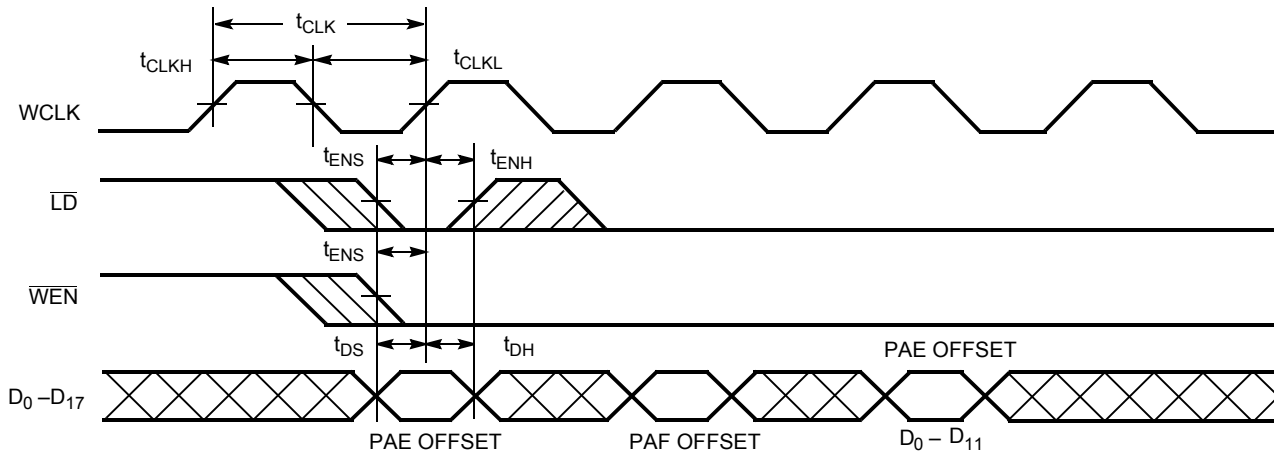 tCLK
tCLKH
tCLKL
WCLK
tENS
tENH
LD
tENS
WEN
tDS
tDH
PAE OFFSET
D0 –D17
PAE OFFSET
PAF OFFSET
D0 – D11